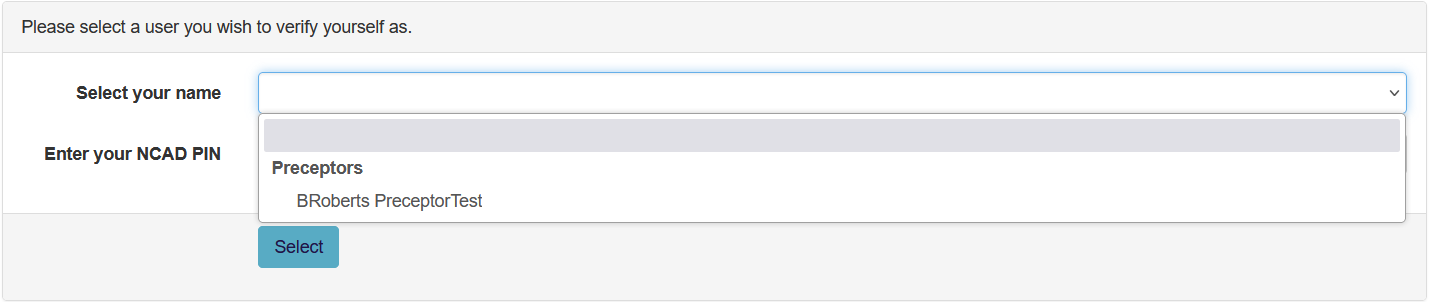 Please select a user you wish to verify yourself as.
Select your name
Enter your NCAD PIN
Preceptors
BRoberts PreceptorTest
Select